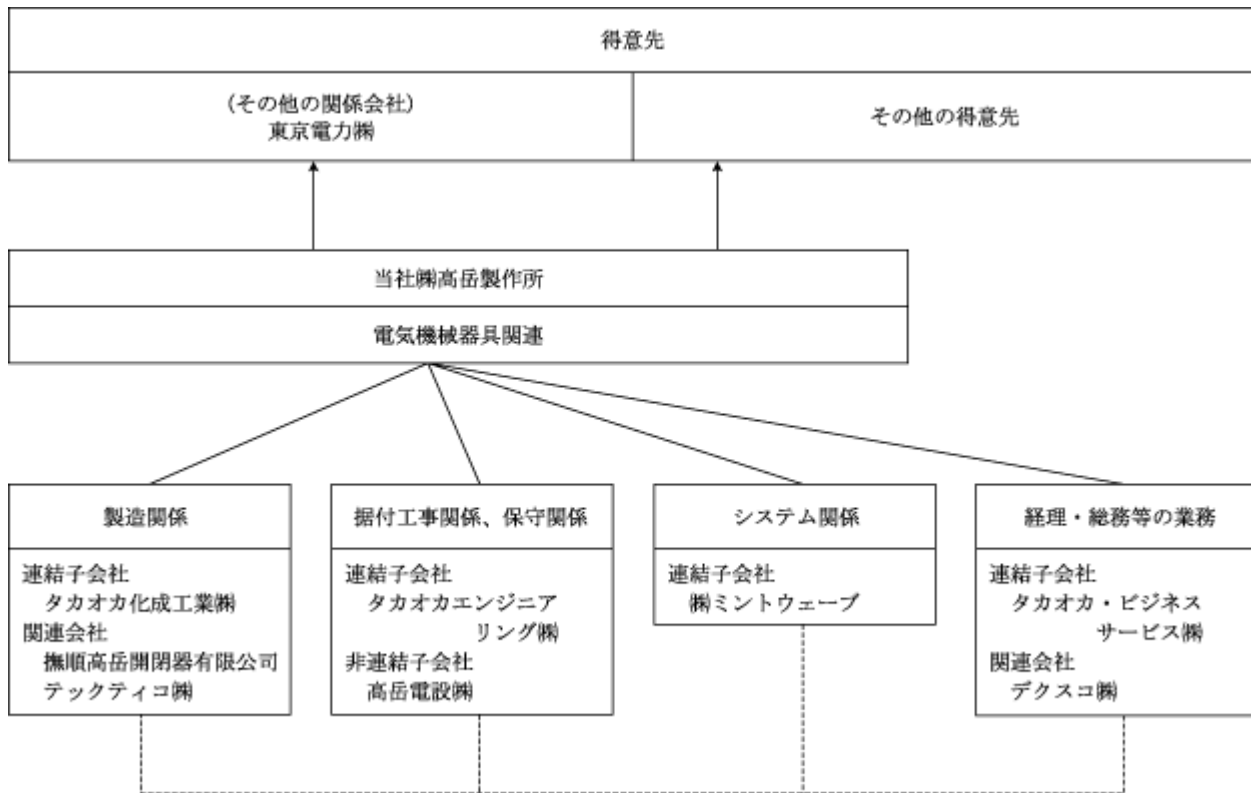 得意先
(その他の関係会社)
東京電力㈱
その他の得意先
当社㈱高岳製作所
電気機械器具関連
製造関係
連結子会社
タカオカ化成工業㈱
関連会社
撫順高岳開閉器有限公司
テックティコ㈱
据付工事関係、保守関係
連結子会社
タカオカエンジニア
リング㈱
非連結子会社
高岳電設㈱
システム関係
連結子会社
㈱ミントウェーブ
経理・総務等の業務
連結子会社
タカオカ・ビジネス
サービス㈱
関連会社
デクスコ㈱